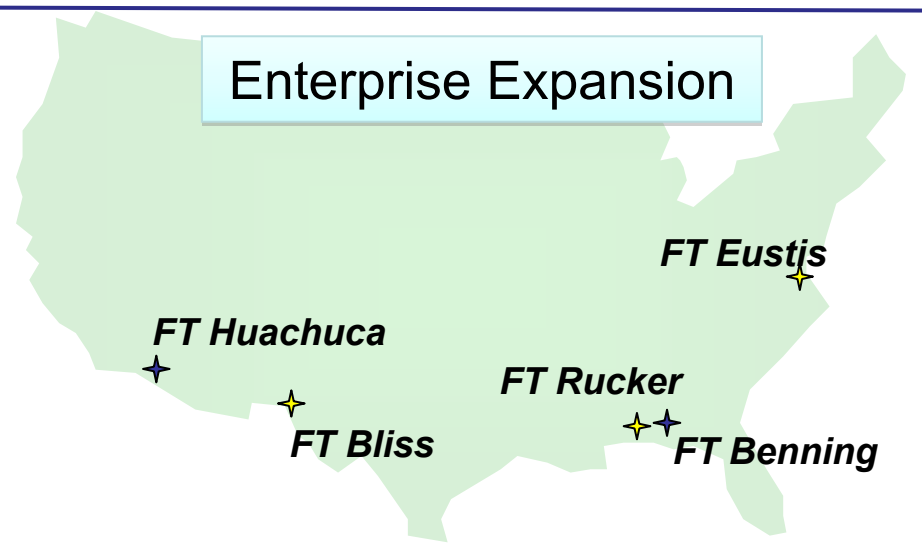 Enterprise Expansion
FT Eustis
FT Huachuca
FT Rucker
FT Bliss
FT Benning